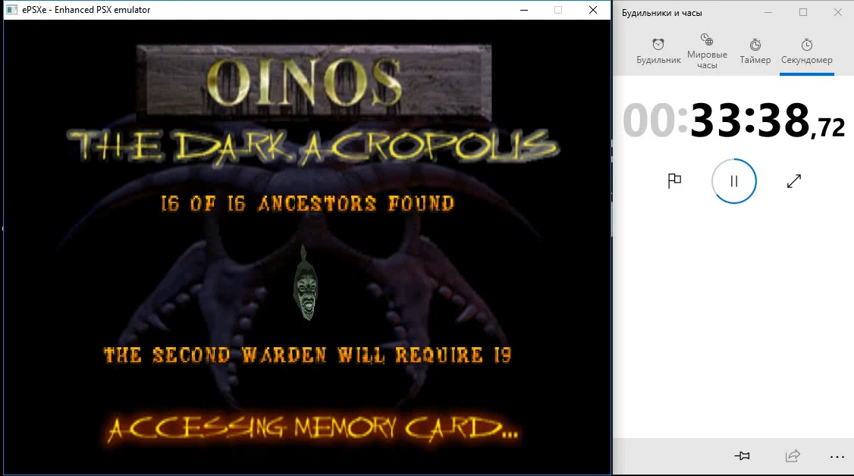 ePSXe - Enhanced PSX emulator
OINOS
THE DARK ACROPOLIS
16 OF 16 ANCESTORS FOUND
THE SECOND WARDEN WILL REQUIRE 19
ACCESSING MEMORY CARD...
Будильники и часы
Будильник
Мировые часы
Таймер
Секундомер
00:33:38,72